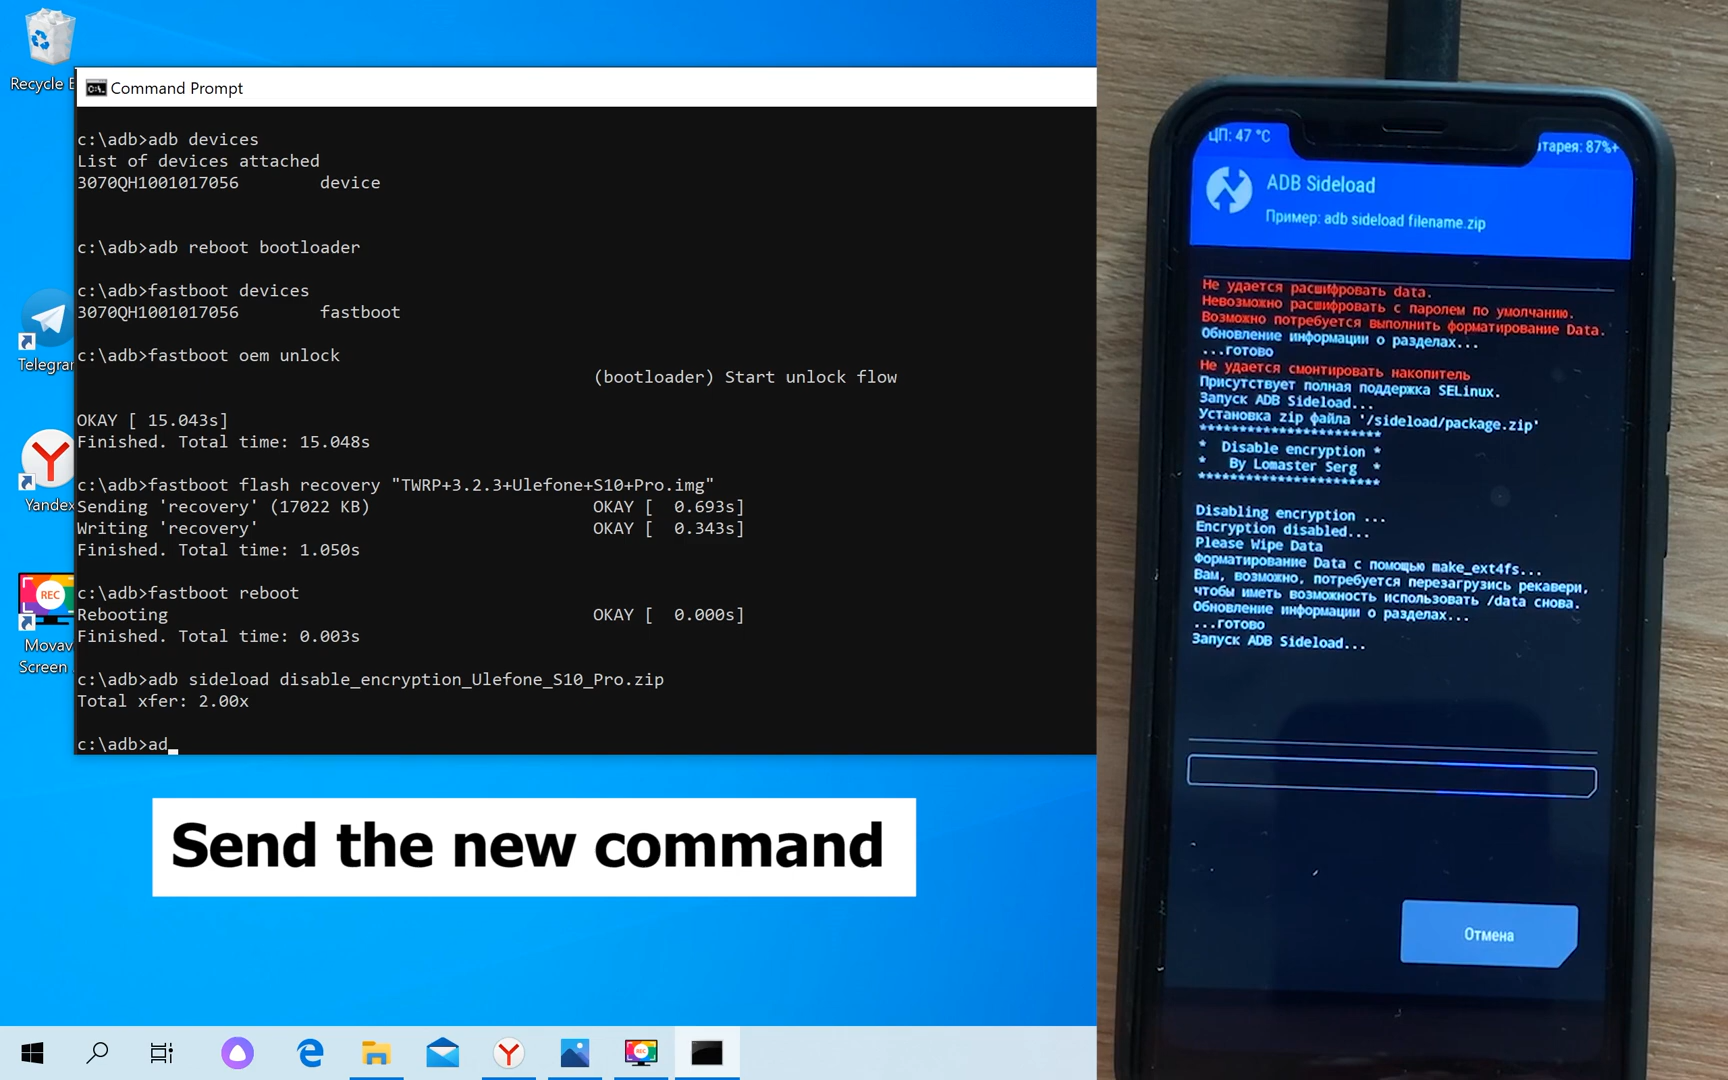 Recycle B
Command Prompt
c:\adb>adb devices
List of devices attached
3070QH1001017056 device
c:\adb>adb reboot bootloader
c:\adb>fastboot devices
3070QH1001017056 fastboot
c:\adb>fastboot oem unlock
(bootloader) Start unlock flow
OKAY [ 15.043s]
Finished. Total time: 15.048s
c:\adb>fastboot flash recovery "TWRP+3.2.3+Ulefone+S10+Pro.img"
Sending 'recovery' (17022 KB) OKAY [ 0.693s]
Writing 'recovery' OKAY [ 0.343s]
Finished. Total time: 1.050s
c:\adb>fastboot reboot
Rebooting OKAY [ 0.000s]
Finished. Total time: 0.003s
c:\adb>adb sideload disable_encryption_Ulefone_S10_Pro.zip
Total xfer: 2.00x
c:\adb>ad_
Telegram
Yandex
REC
Movav
Screen
Send the new command
ЦП: 47 °C
тарея: 87%+
ADB Sideload
Пример: adb sideload filename.zip
Не удается расшифровать data.
Невозможно расшифровать с паролем по умолчанию.
Возможно потребуется выполнить форматирование Data.
Обновление информации о разделах...
...готово
Не удается смонтировать накопитель
Присутствует полная поддержка SELinux.
Запуск ADB Sideload...
Установка zip файла '/sideload/package.zip'
************************
* Disable encryption *
* By Lomaster Serg *
************************
Disabling encryption ...
Encryption disabled...
Please Wipe Data
Форматирование Data с помощью make_ext4fs...
Вам, возможно, потребуется перезагрузись рекавери,
чтобы иметь возможность использовать /data снова.
Обновление информации о разделах...
...готово
Запуск ADB Sideload...
Отмена
REC